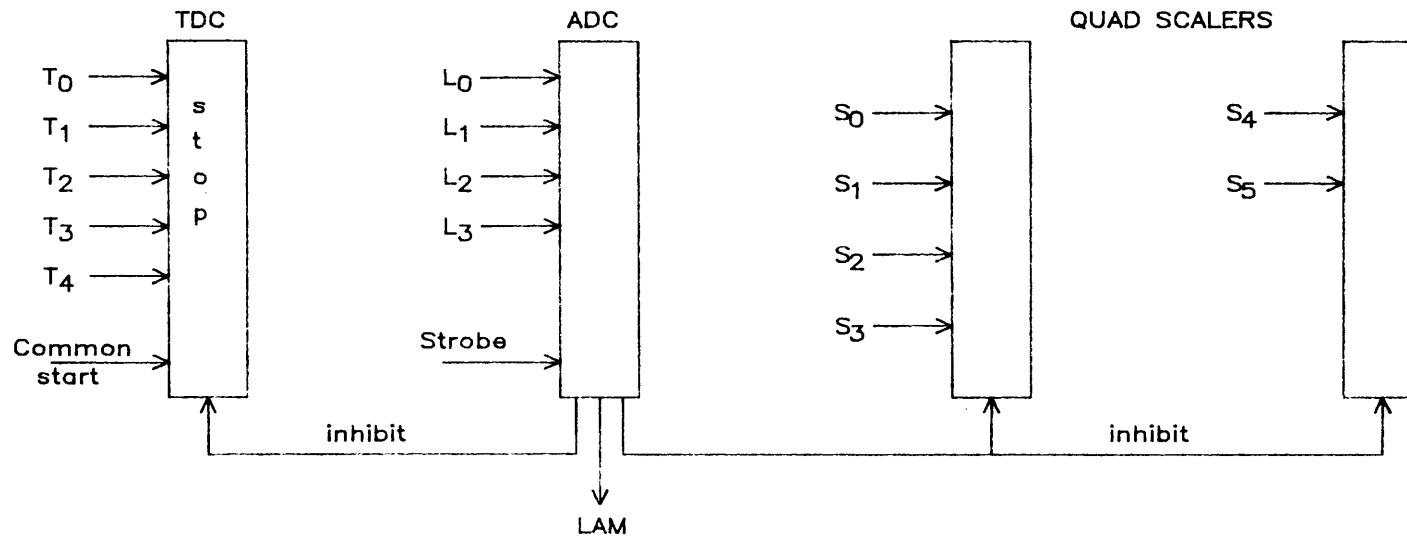 TDC
ADC
QUAD SCALERS
T0
T1
T2
T3
T4
Common
start
s
t
o
p
L0
L1
L2
L3
Strobe
S0
S1
S2
S3
S4
S5
inhibit
inhibit
LAM